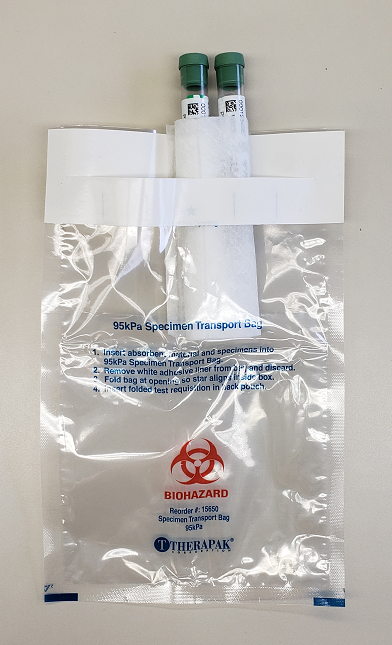 95kPa Specimen Transport Bag
1. Insert absorbent material and specimens into
95kPa Specimen Transport Bag.
2. Remove white adhesive liner from bag and discard.
3. Fold bag at opening so star aligns inside box.
4. Insert folded test requisition in back pouch.
BIOHAZARD
Reorder #: 15650
Specimen Transport Bag
95kPa
THERAPAK
CORPORATION